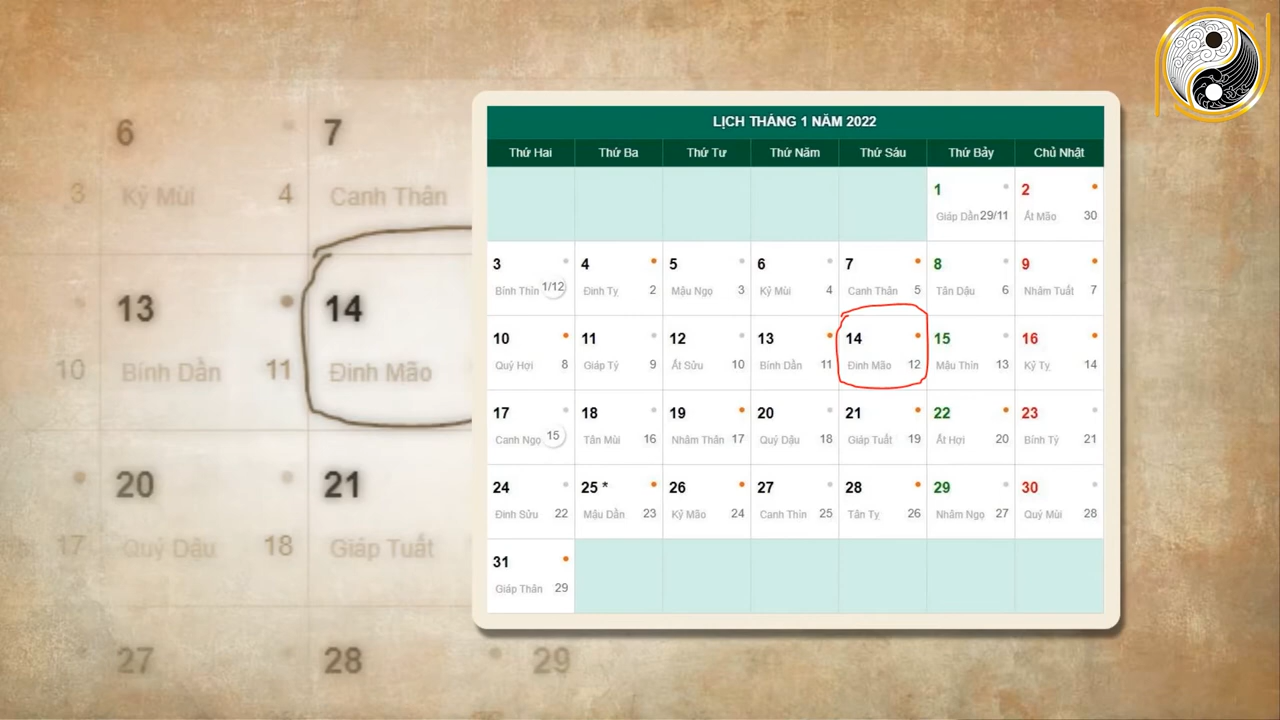 6
7
3
Kỷ Mùi
4
Canh Thân
13
14
10
Bính Dần
11
Đinh Mão
20
21
17
Quý Dậu
18
Giáp Tuất
27
28
29
LỊCH THÁNG 1 NĂM 2022
Thứ Hai Thứ Ba Thứ Tư Thứ Năm Thứ Sáu Thứ Bảy Chủ Nhật
1 2
Giáp Dần 29/11 Ất Mão 30
3 4 5 6 7 8 9
Bính Thìn 1/12 Đinh Tỵ 2 Mậu Ngọ 3 Kỷ Mùi 4 Canh Thân 5 Tân Dậu 6 Nhâm Tuất 7
10 11 12 13 14 15 16
Quý Hợi 8 Giáp Tý 9 Ất Sửu 10 Bính Dần 11 Đinh Mão 12 Mậu Thìn 13 Kỷ Tỵ 14
17 18 19 20 21 22 23
Canh Ngọ 15 Tân Mùi 16 Nhâm Thân 17 Quý Dậu 18 Giáp Tuất 19 Ất Hợi 20 Bính Tý 21
24 25 * 26 27 28 29 30
Đinh Sửu 22 Mậu Dần 23 Kỷ Mão 24 Canh Thìn 25 Tân Tỵ 26 Nhâm Ngọ 27 Quý Mùi 28
31
Giáp Thân 29